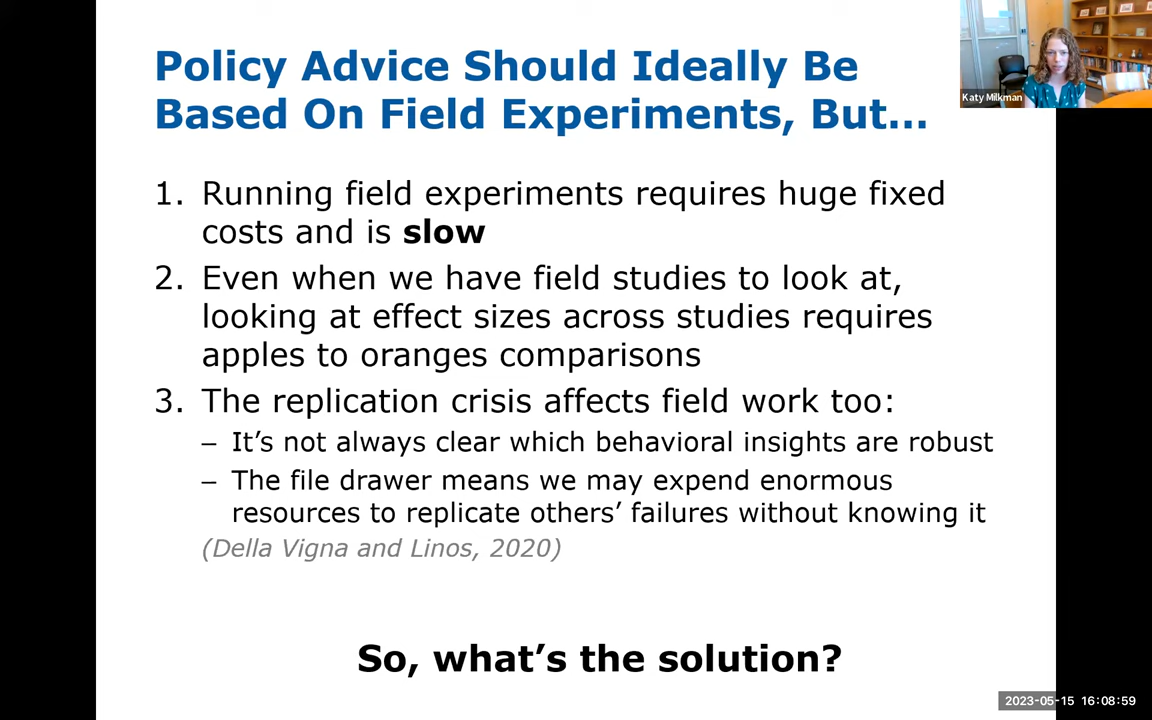 Policy Advice Should Ideally Be
Based On Field Experiments, But...
Katy Milkman
1. Running field experiments requires huge fixed
costs and is slow
2. Even when we have field studies to look at,
looking at effect sizes across studies requires
apples to oranges comparisons
3. The replication crisis affects field work too:
– It's not always clear which behavioral insights are robust
– The file drawer means we may expend enormous
resources to replicate others' failures without knowing it
(Della Vigna and Linos, 2020)
So, what's the solution?
2023-05-15 16:08:59